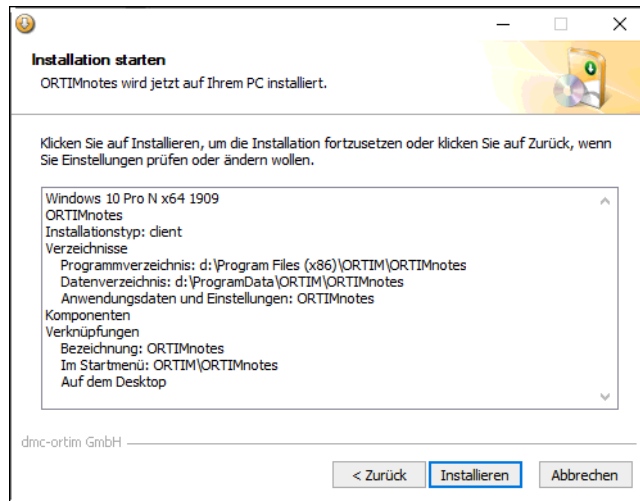 Installation starten
ORTIMnotes wird jetzt auf Ihrem PC installiert.
Klicken Sie auf Installieren, um die Installation fortzusetzen oder klicken Sie auf Zurück, wenn
Sie Einstellungen prüfen oder ändern wollen.
Windows 10 Pro N x64 1909
ORTIMnotes
Installationstyp: client
Verzeichnisse
Programmverzeichnis: d:\Program Files (x86)\ORTIM\ORTIMnotes
Datenverzeichnis: d:\ProgramData\ORTIM\ORTIMnotes
Anwendungsdaten und Einstellungen: ORTIMnotes
Komponenten
Verknüpfungen
Bezeichnung: ORTIMnotes
Im Startmenü: ORTIM\ORTIMnotes
Auf dem Desktop
dmc-ortim GmbH
< Zurück Installieren Abbrechen